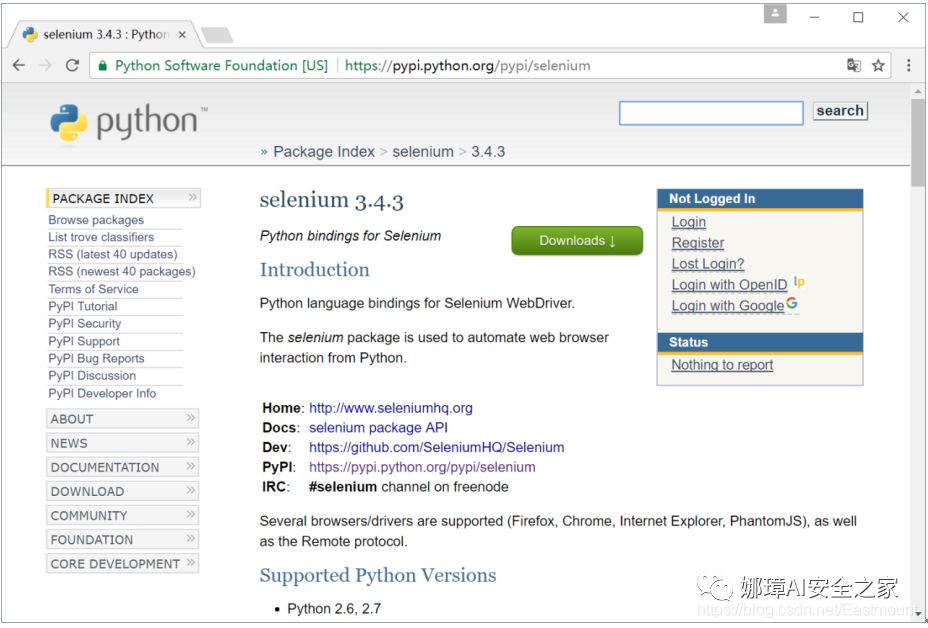 selenium 3.4.3 : Python
Python Software Foundation [US] https://pypi.python.org/pypi/selenium
python™
search
» Package Index > selenium > 3.4.3
PACKAGE INDEX »
Browse packages
List trove classifiers
RSS (latest 40 updates)
RSS (newest 40 packages)
Terms of Service
PyPI Tutorial
PyPI Security
PyPI Support
PyPI Bug Reports
PyPI Discussion
PyPI Developer Info
ABOUT »
NEWS »
DOCUMENTATION »
DOWNLOAD »
COMMUNITY »
FOUNDATION »
CORE DEVELOPMENT »
selenium 3.4.3
Python bindings for Selenium
Downloads ↓
Introduction
Python language bindings for Selenium WebDriver.
The selenium package is used to automate web browser
interaction from Python.
Home: http://www.seleniumhq.org
Docs: selenium package API
Dev: https://github.com/SeleniumHQ/Selenium
PyPI: https://pypi.python.org/pypi/selenium
IRC: #selenium channel on freenode
Several browsers/drivers are supported (Firefox, Chrome, Internet Explorer, PhantomJS), as well
as the Remote protocol.
Supported Python Versions
• Python 2.6, 2.7
Not Logged In
Login
Register
Lost Login?
Login with OpenID lp
Login with Google G
Status
Nothing to report
娜璋AI安全之家
https://blog.csdn.net/Eastmount